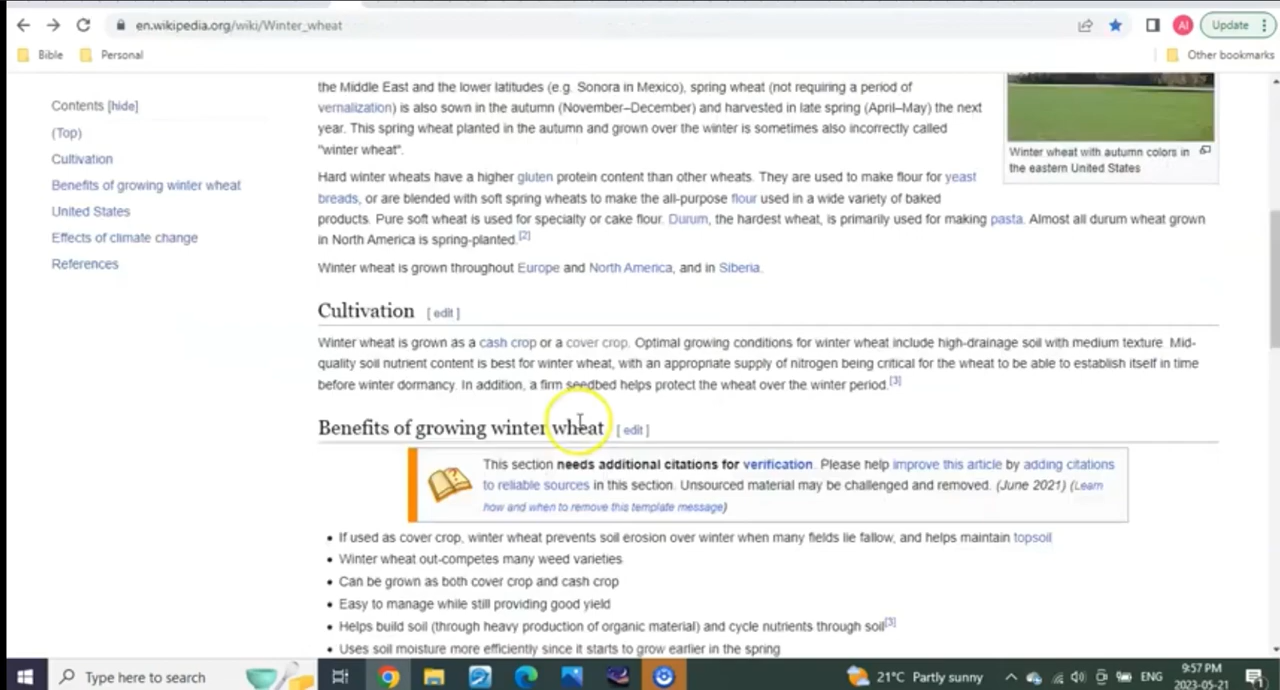 en.wikipedia.org/wiki/Winter_wheat
AI
Update
Bible
Personal
Other bookmarks
Contents [hide]
(Top)
Cultivation
Benefits of growing winter wheat
United States
Effects of climate change
References
the Middle East and the lower latitudes (e.g. Sonora in Mexico), spring wheat (not requiring a period of
vernalization) is also sown in the autumn (November–December) and harvested in late spring (April–May) the next
year. This spring wheat planted in the autumn and grown over the winter is sometimes also incorrectly called
"winter wheat".
Winter wheat with autumn colors in
the eastern United States
Hard winter wheats have a higher gluten protein content than other wheats. They are used to make flour for yeast
breads, or are blended with soft spring wheats to make the all-purpose flour used in a wide variety of baked
products. Pure soft wheat is used for specialty or cake flour. Durum, the hardest wheat, is primarily used for making pasta. Almost all durum wheat grown
in North America is spring-planted.[2]
Winter wheat is grown throughout Europe and North America, and in Siberia.
Cultivation [ edit ]
Winter wheat is grown as a cash crop or a cover crop. Optimal growing conditions for winter wheat include high-drainage soil with medium texture. Mid-
quality soil nutrient content is best for winter wheat, with an appropriate supply of nitrogen being critical for the wheat to be able to establish itself in time
before winter dormancy. In addition, a firm seedbed helps protect the wheat over the winter period.[3]
Benefits of growing winter wheat [ edit ]
This section needs additional citations for verification. Please help improve this article by adding citations
to reliable sources in this section. Unsourced material may be challenged and removed. (June 2021) (Learn
how and when to remove this template message)
• If used as cover crop, winter wheat prevents soil erosion over winter when many fields lie fallow, and helps maintain topsoil
• Winter wheat out-competes many weed varieties
• Can be grown as both cover crop and cash crop
• Easy to manage while still providing good yield
• Helps build soil (through heavy production of organic material) and cycle nutrients through soil[3]
• Uses soil moisture more efficiently since it starts to grow earlier in the spring
Type here to search
21°C Partly sunny
ENG
9:57 PM
2023-05-21
1